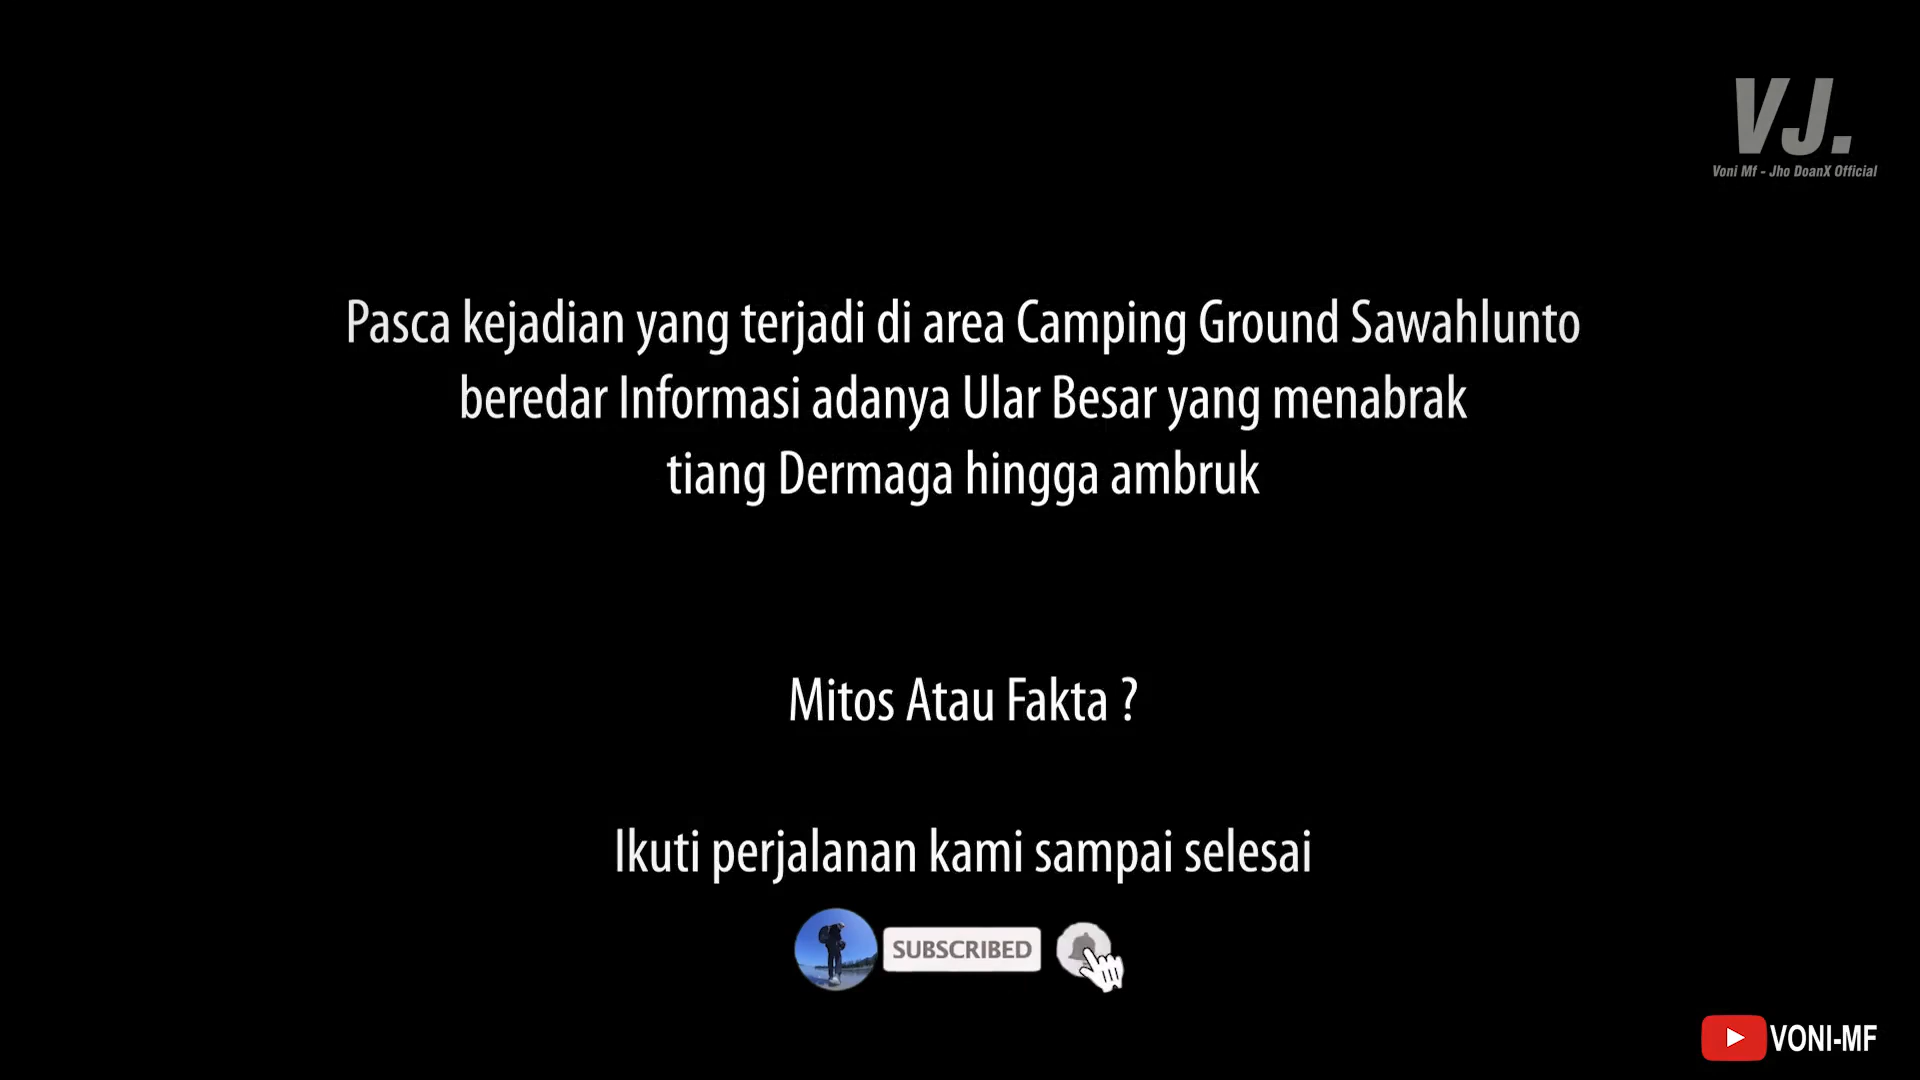 VJ.
Voni Mf - Jho DoanX Official
Pasca kejadian yang terjadi di area Camping Ground Sawahlunto
beredar Informasi adanya Ular Besar yang menabrak
tiang Dermaga hingga ambruk
Mitos Atau Fakta ?
Ikuti perjalanan kami sampai selesai
SUBSCRIBED
VONI-MF